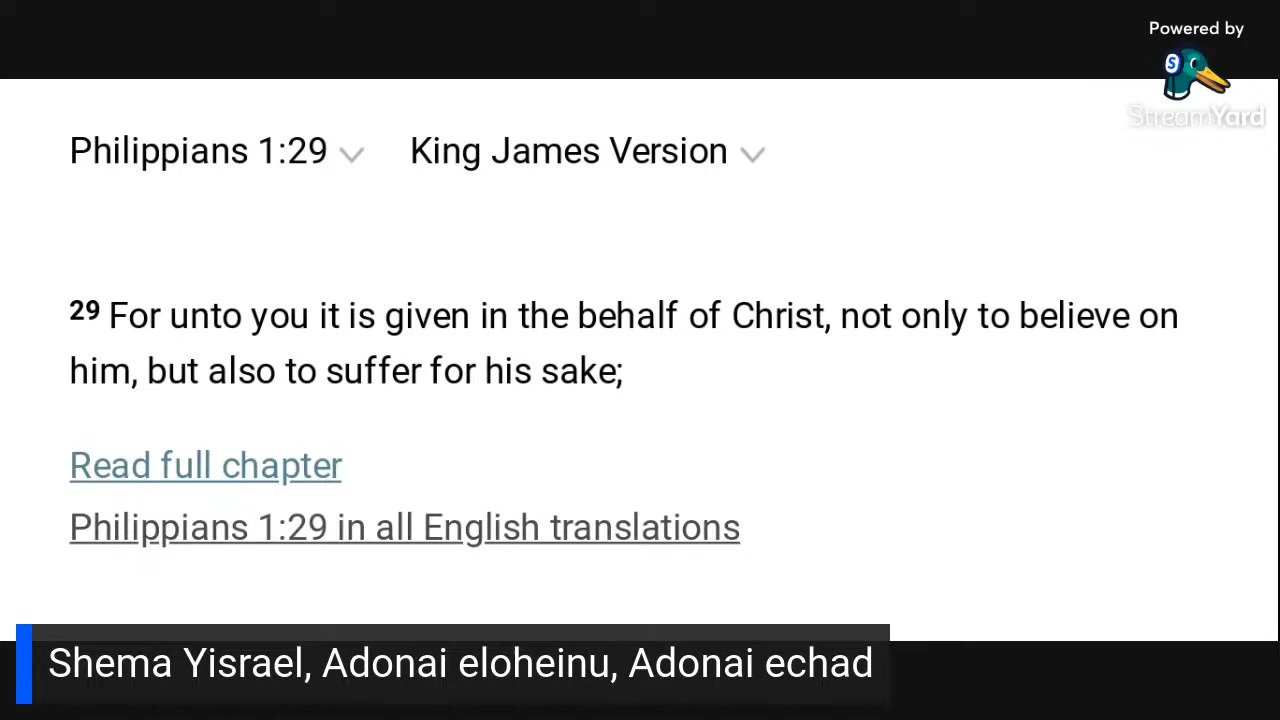 Powered by
StreamYard
Philippians 1:29 King James Version
29 For unto you it is given in the behalf of Christ, not only to believe on
him, but also to suffer for his sake;
Read full chapter
Philippians 1:29 in all English translations
Shema Yisrael, Adonai eloheinu, Adonai echad